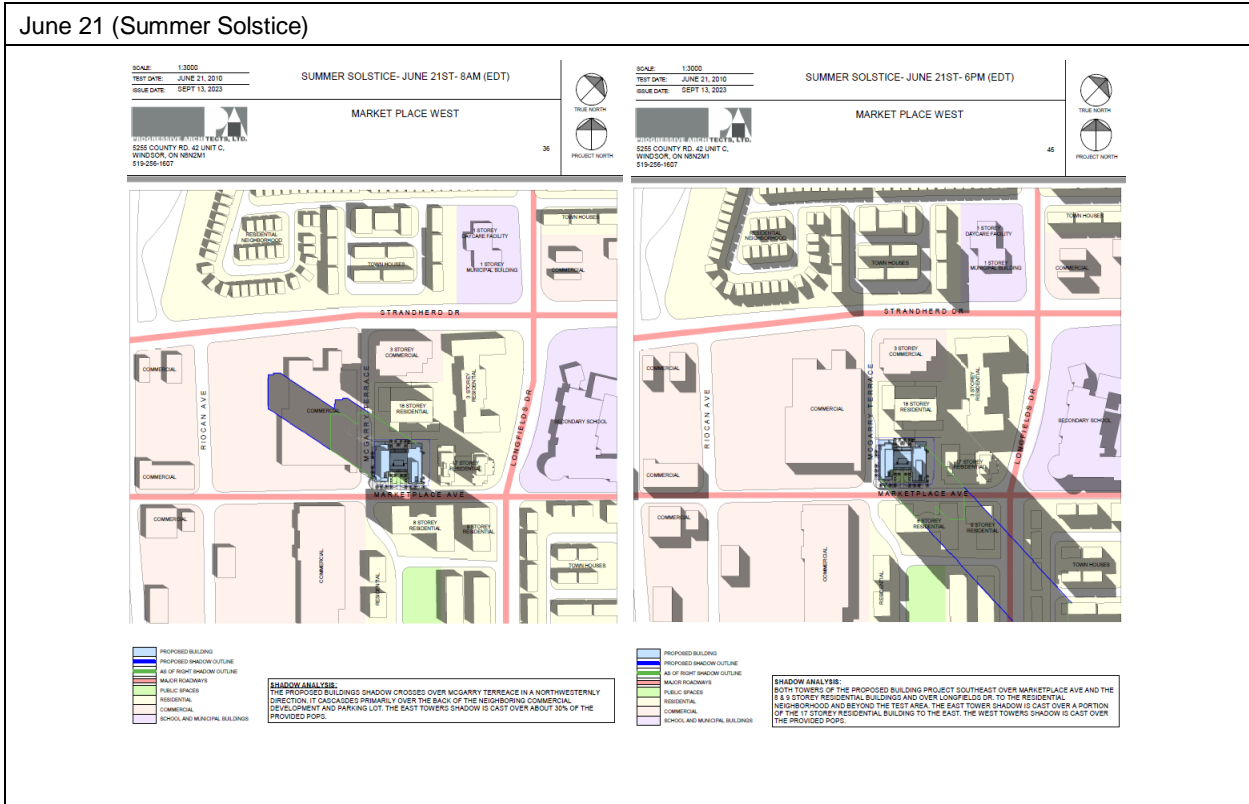 June 21 (Summer Solstice)
SCALE: 1:3000
TEST DATE: JUNE 21, 2010
ISSUE DATE: SEPT 13, 2023
SUMMER SOLSTICE- JUNE 21ST- 8AM (EDT)
MARKET PLACE WEST
PROGRESSIVE ARCHITECTS, LTD.
5255 COUNTY RD. 42 UNIT C,
WINDSOR, ON N8N2M1
519-256-1607
36
TRUE NORTH
PROJECT NORTH
RESIDENTIAL
NEIGHBORHOOD
TOWN HOUSES
1 STOREY
DAYCARE FACILITY
1 STOREY
MUNICIPAL BUILDING
TOWN HOUSES
COMMERCIAL
STRANDHERD DR
COMMERCIAL
RIOCAN AVE
COMMERCIAL
MCGARRY TERRACE
3 STOREY
COMMERCIAL
18 STOREY
RESIDENTIAL
3 STOREY
RESIDENTIAL
LONGFIELDS DR
SECONDARY SCHOOL
17 STOREY
RESIDENTIAL
COMMERCIAL
MARKETPLACE AVE
COMMERCIAL
COMMERCIAL
8 STOREY
RESIDENTIAL
9 STOREY
RESIDENTIAL
RESIDENTIAL
TOWN HOUSES
PROPOSED BUILDING
PROPOSED SHADOW OUTLINE
AS OF RIGHT SHADOW OUTLINE
MAJOR ROADWAYS
PUBLIC SPACES
RESIDENTIAL
COMMERCIAL
SCHOOL AND MUNICIPAL BUILDINGS
SHADOW ANALYSIS:
THE PROPOSED BUILDINGS SHADOW CROSSES OVER MCGARRY TERREACE IN A NORTHWESTERNLY
DIRECTION. IT CASCASDES PRIMARILY OVER THE BACK OF THE NEIGHBORING COMMERCIAL
DEVELOPMENT AND PARKING LOT. THE EAST TOWERS SHADOW IS CAST OVER ABOUT 30% OF THE
PROVIDED POPS.
SCALE: 1:3000
TEST DATE: JUNE 21, 2010
ISSUE DATE: SEPT 13, 2023
SUMMER SOLSTICE- JUNE 21ST- 6PM (EDT)
MARKET PLACE WEST
PROGRESSIVE ARCHITECTS, LTD.
5255 COUNTY RD. 42 UNIT C,
WINDSOR, ON N8N2M1
519-256-1607
45
TRUE NORTH
PROJECT NORTH
RESIDENTIAL
NEIGHBORHOOD
TOWN HOUSES
1 STOREY
DAYCARE FACILITY
1 STOREY
MUNICIPAL BUILDING
TOWN HOUSES
COMMERCIAL
STRANDHERD DR
COMMERCIAL
RIOCAN AVE
COMMERCIAL
MCGARRY TERRACE
3 STOREY
COMMERCIAL
18 STOREY
RESIDENTIAL
3 STOREY
RESIDENTIAL
LONGFIELDS DR
SECONDARY SCHOOL
17 STOREY
RESIDENTIAL
COMMERCIAL
MARKETPLACE AVE
COMMERCIAL
COMMERCIAL
8 STOREY
RESIDENTIAL
9 STOREY
RESIDENTIAL
RESIDENTIAL
TOWN HOUSES
PROPOSED BUILDING
PROPOSED SHADOW OUTLINE
AS OF RIGHT SHADOW OUTLINE
MAJOR ROADWAYS
PUBLIC SPACES
RESIDENTIAL
COMMERCIAL
SCHOOL AND MUNICIPAL BUILDINGS
SHADOW ANALYSIS:
BOTH TOWERS OF THE PROPOSED BUILDING PROJECT SOUTHEAST OVER MARKETPLACE AVE AND THE
8 & 9 STOREY RESIDENTIAL BUILDINGS AND OVER LONGFIELDS DR. TO THE RESIDENTIAL
NEIGHBORHOOD AND BEYOND THE TEST AREA. THE EAST TOWER SHADOW IS CAST OVER A PORTION
OF THE 17 STOREY RESIDENTIAL BUILDING TO THE EAST. THE WEST TOWERS SHADOW IS CAST OVER
THE PROVIDED POPS.